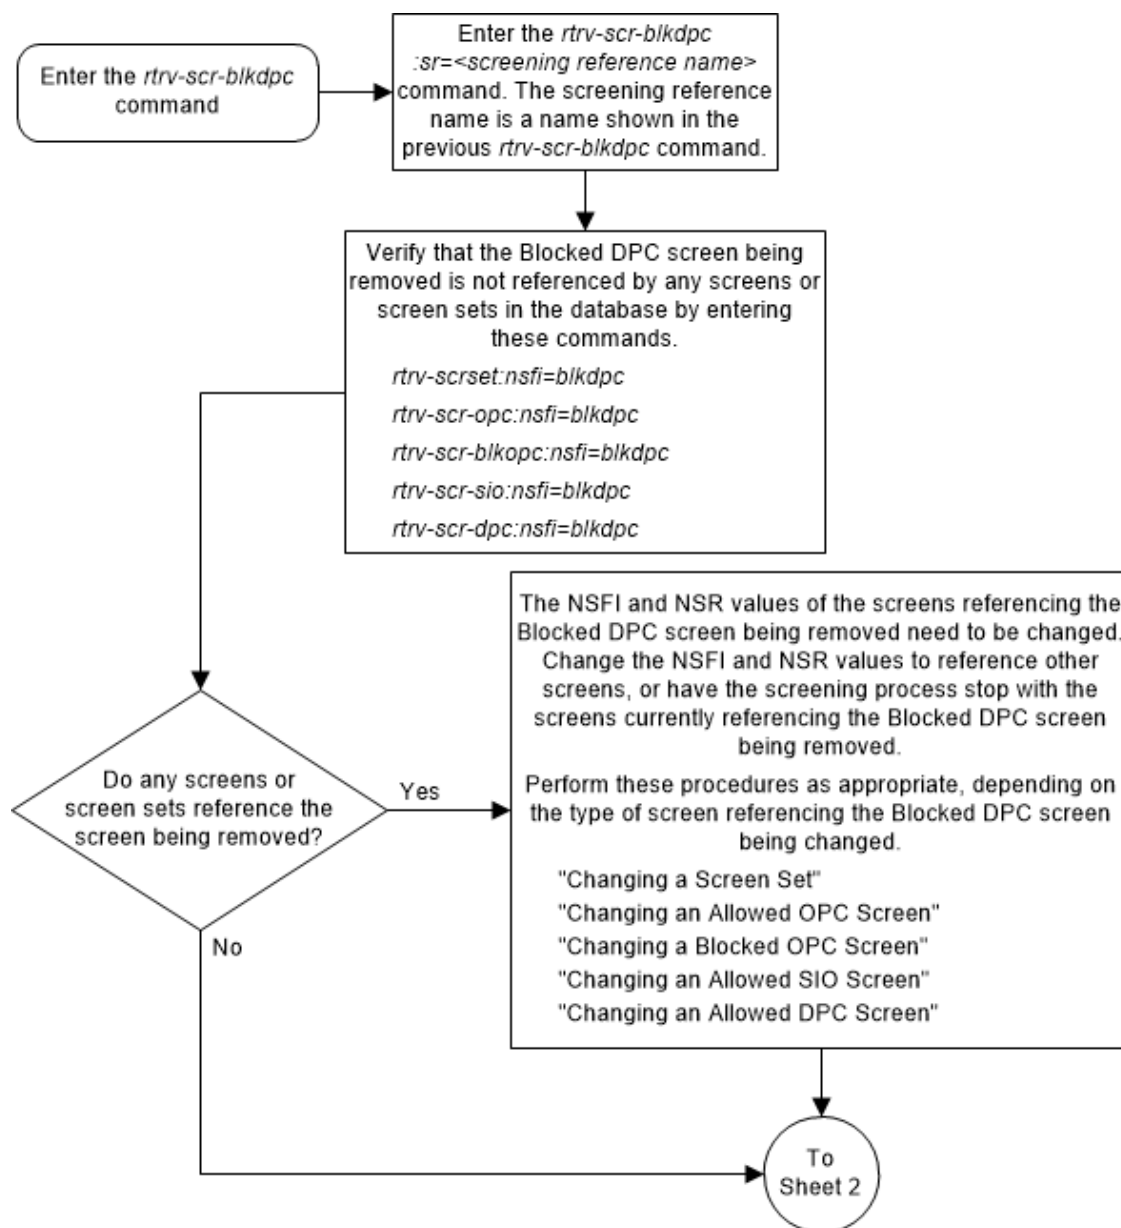 Enter the rtrv-scr-blkdpc
command
Enter the rtrv-scr-blkdpc
:sr=<screening reference name>
command. The screening reference
name is a name shown in the
previous rtrv-scr-blkdpc command.
Verify that the Blocked DPC screen being
removed is not referenced by any screens or
screen sets in the database by entering
these commands.
rtrv-scrset:nsfi=blkdpc
rtrv-scr-opc:nsfi=blkdpc
rtrv-scr-blkopc:nsfi=blkdpc
rtrv-scr-sio:nsfi=blkdpc
rtrv-scr-dpc:nsfi=blkdpc
Do any screens or
screen sets reference the
screen being removed?
Yes
No
The NSFI and NSR values of the screens referencing the
Blocked DPC screen being removed need to be changed.
Change the NSFI and NSR values to reference other
screens, or have the screening process stop with the
screens currently referencing the Blocked DPC screen
being removed.
Perform these procedures as appropriate, depending on
the type of screen referencing the Blocked DPC screen
being changed.
"Changing a Screen Set"
"Changing an Allowed OPC Screen"
"Changing a Blocked OPC Screen"
"Changing an Allowed SIO Screen"
"Changing an Allowed DPC Screen"
To
Sheet 2